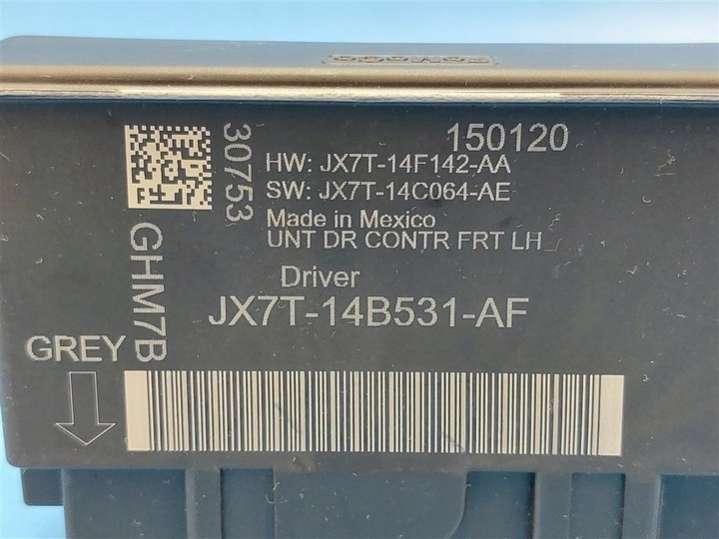 150120
30753
HW: JX7T-14F142-AA
SW: JX7T-14C064-AE
Made in Mexico
UNT DR CONTR FRT LH
Driver
JX7T-14B531-AF
GHM7B
GREY